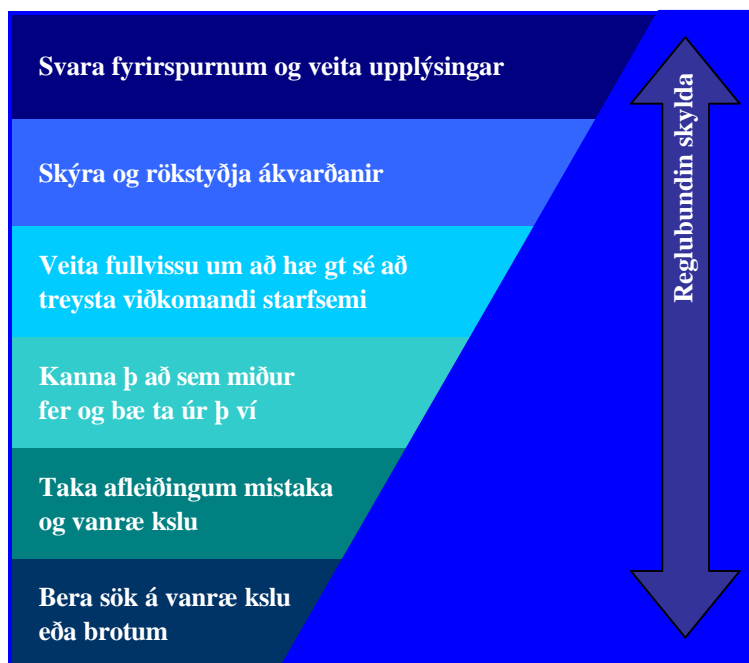 Svara fyrirspurnum og veita upplýsingar
Skýra og rökstyðja ákvarðanir
Veita fullvissu um að hæ gt sé að
treysta viðkomandi starfsemi
Kanna þ að sem miður
fer og bæ ta úr þ ví
Taka afleiðingum mistaka
og vanræ kslu
Bera sök á vanræ kslu
eða brotum
Reglubundin skylda